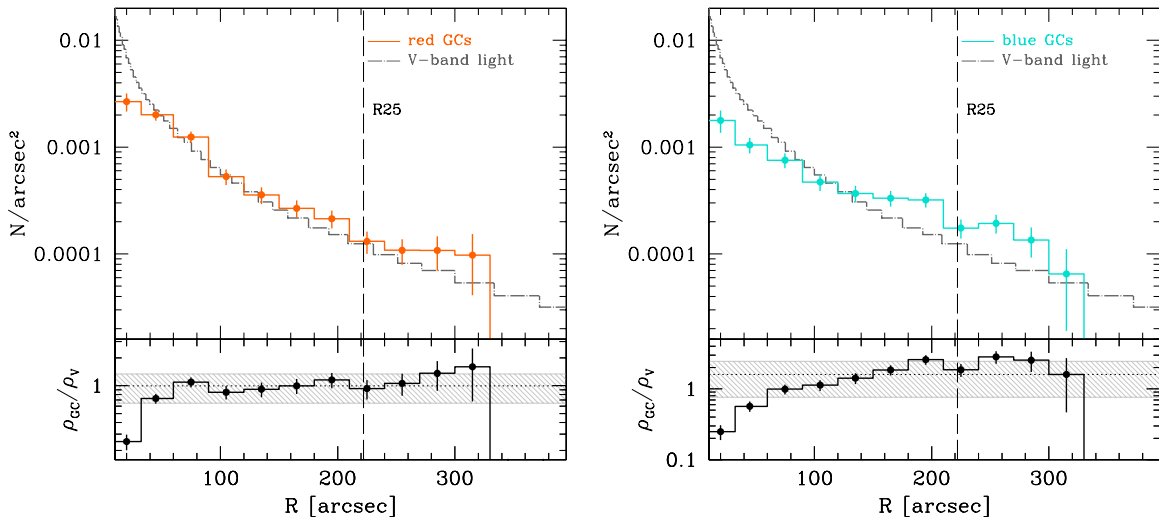 0.01
0.001
0.0001
N/arcsec²
red GCs
V-band light
R25
1
ρGC/ρV
100
200
300
R [arcsec]
0.01
0.001
0.0001
N/arcsec²
blue GCs
V-band light
R25
1
0.1
ρGC/ρV
100
200
300
R [arcsec]